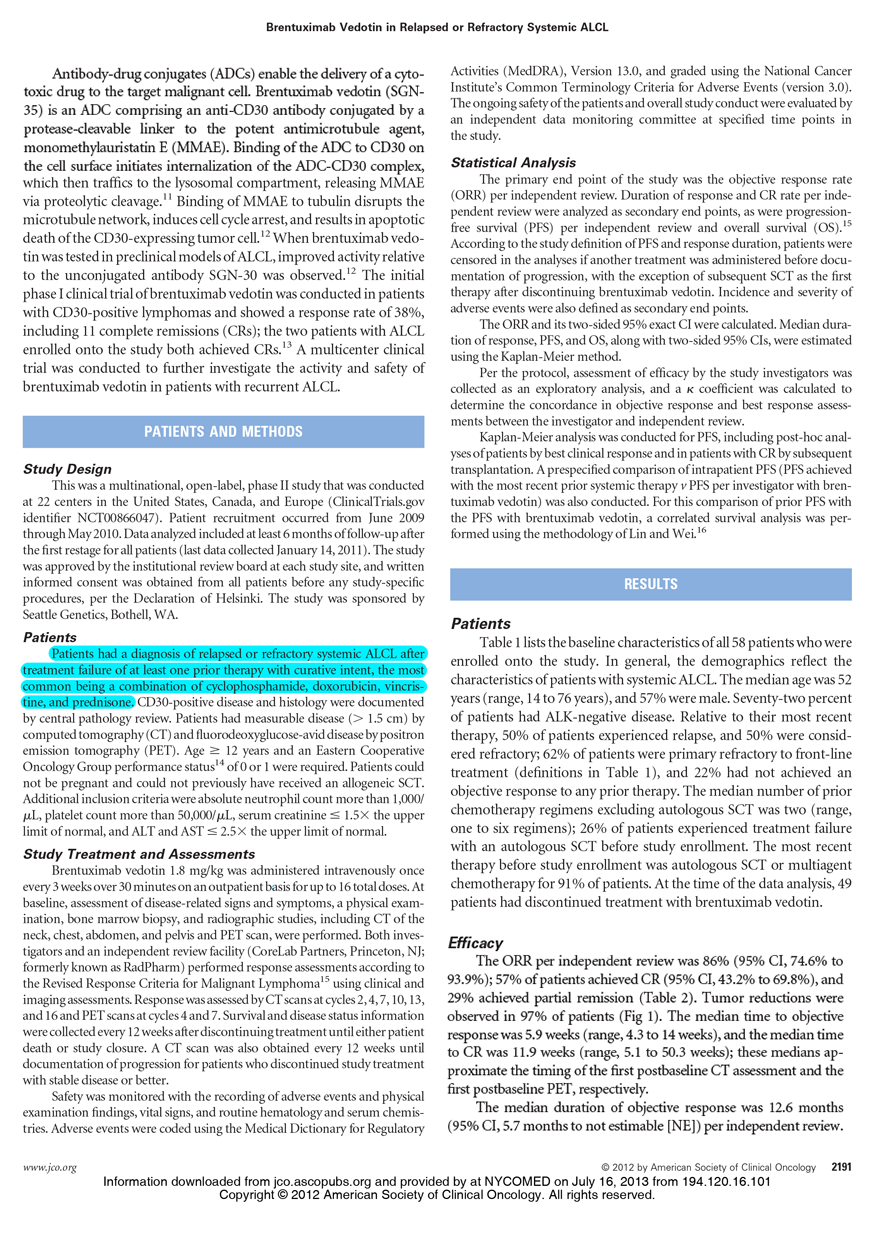 Brentuximab Vedotin in Relapsed or Refractory Systemic ALCL
Antibody-drug conjugates (ADCs) enable the delivery of a cyto-
toxic drug to the target malignant cell. Brentuximab vedotin (SGN-
35) is an ADC comprising an anti-CD30 antibody conjugated by a
protease-cleavable linker to the potent antimicrotubule agent,
monomethylauristatin E (MMAE). Binding of the ADC to CD30 on
the cell surface initiates internalization of the ADC-CD30 complex,
which then traffics to the lysosomal compartment, releasing MMAE
via proteolytic cleavage.11 Binding of MMAE to tubulin disrupts the
microtubule network, induces cell cycle arrest, and results in apoptotic
death of the CD30-expressing tumor cell.12 When brentuximab vedo-
tin was tested in preclinical models of ALCL, improved activity relative
to the unconjugated antibody SGN-30 was observed.12 The initial
phase I clinical trial of brentuximab vedotin was conducted in patients
with CD30-positive lymphomas and showed a response rate of 38%,
including 11 complete remissions (CRs); the two patients with ALCL
enrolled onto the study both achieved CRs.13 A multicenter clinical
trial was conducted to further investigate the activity and safety of
brentuximab vedotin in patients with recurrent ALCL.
PATIENTS AND METHODS
Study Design
This was a multinational, open-label, phase II study that was conducted
at 22 centers in the United States, Canada, and Europe (ClinicalTrials.gov
identifier NCT00866047). Patient recruitment occurred from June 2009
through May 2010. Data analyzed included at least 6 months of follow-up after
the first restage for all patients (last data collected January 14, 2011). The study
was approved by the institutional review board at each study site, and written
informed consent was obtained from all patients before any study-specific
procedures, per the Declaration of Helsinki. The study was sponsored by
Seattle Genetics, Bothell, WA.
Patients
Patients had a diagnosis of relapsed or refractory systemic ALCL after
treatment failure of at least one prior therapy with curative intent, the most
common being a combination of cyclophosphamide, doxorubicin, vincris-
tine, and prednisone. CD30-positive disease and histology were documented
by central pathology review. Patients had measurable disease (> 1.5 cm) by
computed tomography (CT) and fluorodeoxyglucose-avid disease by positron
emission tomography (PET). Age ≥ 12 years and an Eastern Cooperative
Oncology Group performance status14 of 0 or 1 were required. Patients could
not be pregnant and could not previously have received an allogeneic SCT.
Additional inclusion criteria were absolute neutrophil count more than 1,000/
μL, platelet count more than 50,000/μL, serum creatinine ≤ 1.5× the upper
limit of normal, and ALT and AST ≤ 2.5× the upper limit of normal.
Study Treatment and Assessments
Brentuximab vedotin 1.8 mg/kg was administered intravenously once
every 3 weeks over 30 minutes on an outpatient basis for up to 16 total doses. At
baseline, assessment of disease-related signs and symptoms, a physical exam-
ination, bone marrow biopsy, and radiographic studies, including CT of the
neck, chest, abdomen, and pelvis and PET scan, were performed. Both inves-
tigators and an independent review facility (CoreLab Partners, Princeton, NJ;
formerly known as RadPharm) performed response assessments according to
the Revised Response Criteria for Malignant Lymphoma15 using clinical and
imaging assessments. Response was assessed by CT scans at cycles 2, 4, 7, 10, 13,
and 16 and PET scans at cycles 4 and 7. Survival and disease status information
were collected every 12 weeks after discontinuing treatment until either patient
death or study closure. A CT scan was also obtained every 12 weeks until
documentation of progression for patients who discontinued study treatment
with stable disease or better.
Safety was monitored with the recording of adverse events and physical
examination findings, vital signs, and routine hematology and serum chemis-
tries. Adverse events were coded using the Medical Dictionary for Regulatory
Activities (MedDRA), Version 13.0, and graded using the National Cancer
Institute's Common Terminology Criteria for Adverse Events (version 3.0).
The ongoing safety of the patients and overall study conduct were evaluated by
an independent data monitoring committee at specified time points in
the study.
Statistical Analysis
The primary end point of the study was the objective response rate
(ORR) per independent review. Duration of response and CR rate per inde-
pendent review were analyzed as secondary end points, as were progression-
free survival (PFS) per independent review and overall survival (OS).15
According to the study definition of PFS and response duration, patients were
censored in the analyses if another treatment was administered before docu-
mentation of progression, with the exception of subsequent SCT as the first
therapy after discontinuing brentuximab vedotin. Incidence and severity of
adverse events were also defined as secondary end points.
The ORR and its two-sided 95% exact CI were calculated. Median dura-
tion of response, PFS, and OS, along with two-sided 95% CIs, were estimated
using the Kaplan-Meier method.
Per the protocol, assessment of efficacy by the study investigators was
collected as an exploratory analysis, and a κ coefficient was calculated to
determine the concordance in objective response and best response assess-
ments between the investigator and independent review.
Kaplan-Meier analysis was conducted for PFS, including post-hoc anal-
yses of patients by best clinical response and in patients with CR by subsequent
transplantation. A prespecified comparison of intrapatient PFS (PFS achieved
with the most recent prior systemic therapy v PFS per investigator with bren-
tuximab vedotin) was also conducted. For this comparison of prior PFS with
the PFS with brentuximab vedotin, a correlated survival analysis was per-
formed using the methodology of Lin and Wei.16
RESULTS
Patients
Table 1 lists the baseline characteristics of all 58 patients who were
enrolled onto the study. In general, the demographics reflect the
characteristics of patients with systemic ALCL. The median age was 52
years (range, 14 to 76 years), and 57% were male. Seventy-two percent
of patients had ALK-negative disease. Relative to their most recent
therapy, 50% of patients experienced relapse, and 50% were consid-
ered refractory; 62% of patients were primary refractory to front-line
treatment (definitions in Table 1), and 22% had not achieved an
objective response to any prior therapy. The median number of prior
chemotherapy regimens excluding autologous SCT was two (range,
one to six regimens); 26% of patients experienced treatment failure
with an autologous SCT before study enrollment. The most recent
therapy before study enrollment was autologous SCT or multiagent
chemotherapy for 91% of patients. At the time of the data analysis, 49
patients had discontinued treatment with brentuximab vedotin.
Efficacy
The ORR per independent review was 86% (95% CI, 74.6% to
93.9%); 57% of patients achieved CR (95% CI, 43.2% to 69.8%), and
29% achieved partial remission (Table 2). Tumor reductions were
observed in 97% of patients (Fig 1). The median time to objective
response was 5.9 weeks (range, 4.3 to 14 weeks), and the median time
to CR was 11.9 weeks (range, 5.1 to 50.3 weeks); these medians ap-
proximate the timing of the first postbaseline CT assessment and the
first postbaseline PET, respectively.
The median duration of objective response was 12.6 months
(95% CI, 5.7 months to not estimable [NE]) per independent review.
www.jco.org
© 2012 by American Society of Clinical Oncology 2191
Information downloaded from jco.ascopubs.org and provided by at NYCOMED on July 16, 2013 from 194.120.16.101
Copyright © 2012 American Society of Clinical Oncology. All rights reserved.